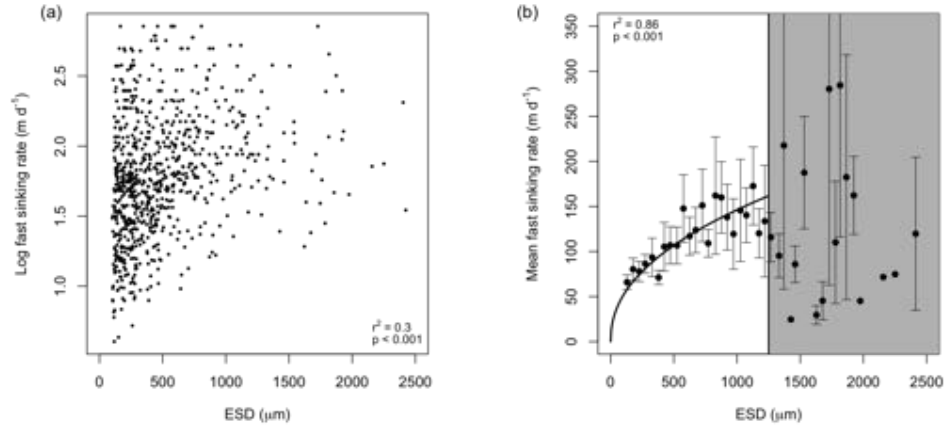 (a)
Log fast sinking rate (m d⁻¹)
2.5
2.0
1.5
1.0
r² = 0.3
p < 0.001
0 500 1000 1500 2000 2500
ESD (μm)
(b)
Mean fast sinking rate (m d⁻¹)
r² = 0.86
p < 0.001
350
300
250
200
150
100
50
0
0 500 1000 1500 2000 2500
ESD (μm)